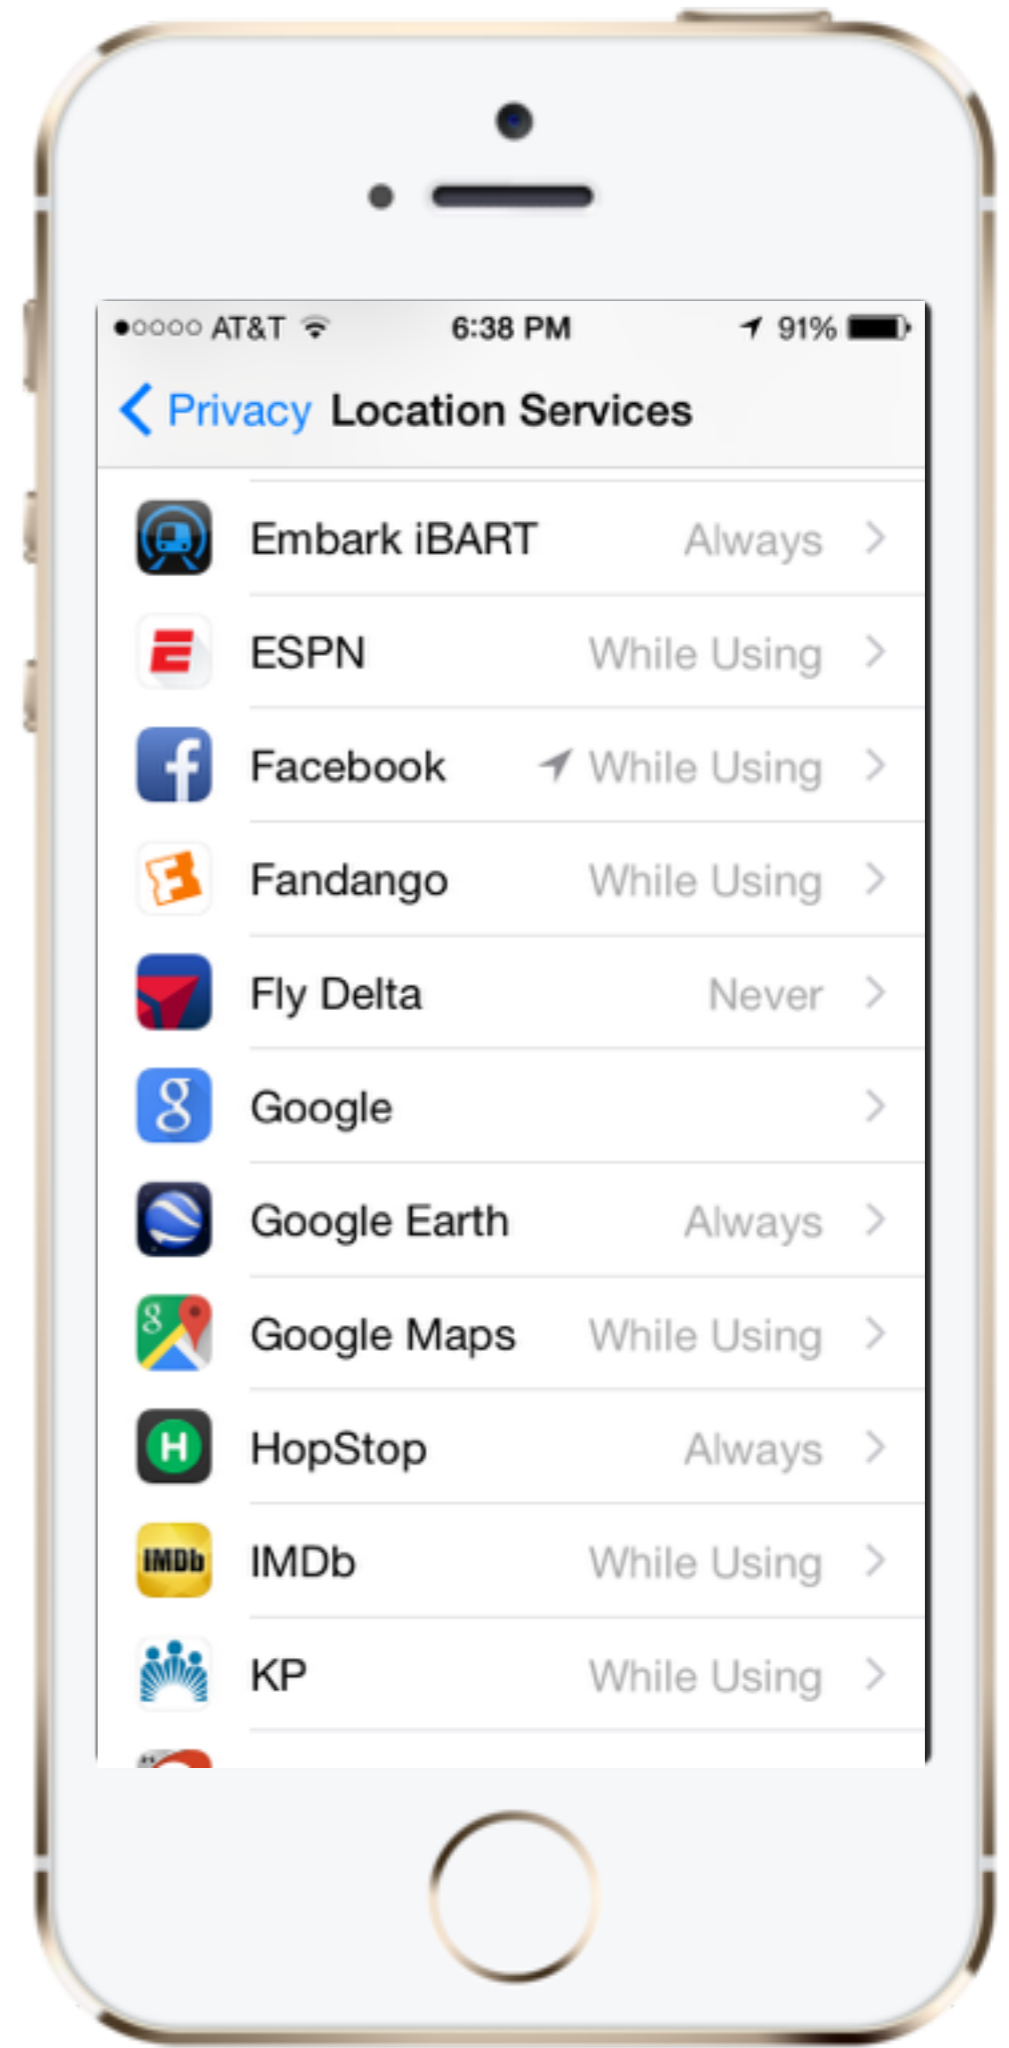 AT&T 6:38 PM 91%
Privacy Location Services
Embark iBART Always
ESPN While Using
Facebook While Using
Fandango While Using
Fly Delta Never
g Google
Google Earth Always
g Google Maps While Using
H HopStop Always
IMDb IMDb While Using
KP While Using